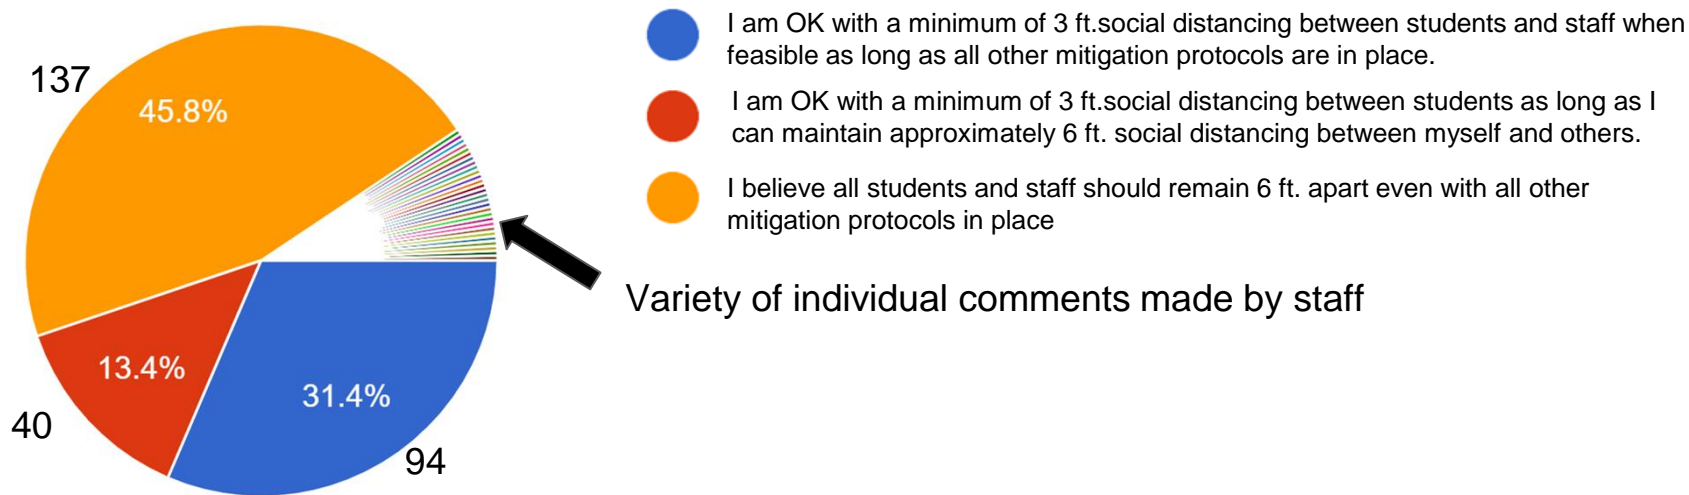 137
45.8%
13.4%
31.4%
40
94
I am OK with a minimum of 3 ft.social distancing between students and staff when
feasible as long as all other mitigation protocols are in place.
I am OK with a minimum of 3 ft.social distancing between students as long as I
can maintain approximately 6 ft. social distancing between myself and others.
I believe all students and staff should remain 6 ft. apart even with all other
mitigation protocols in place
Variety of individual comments made by staff